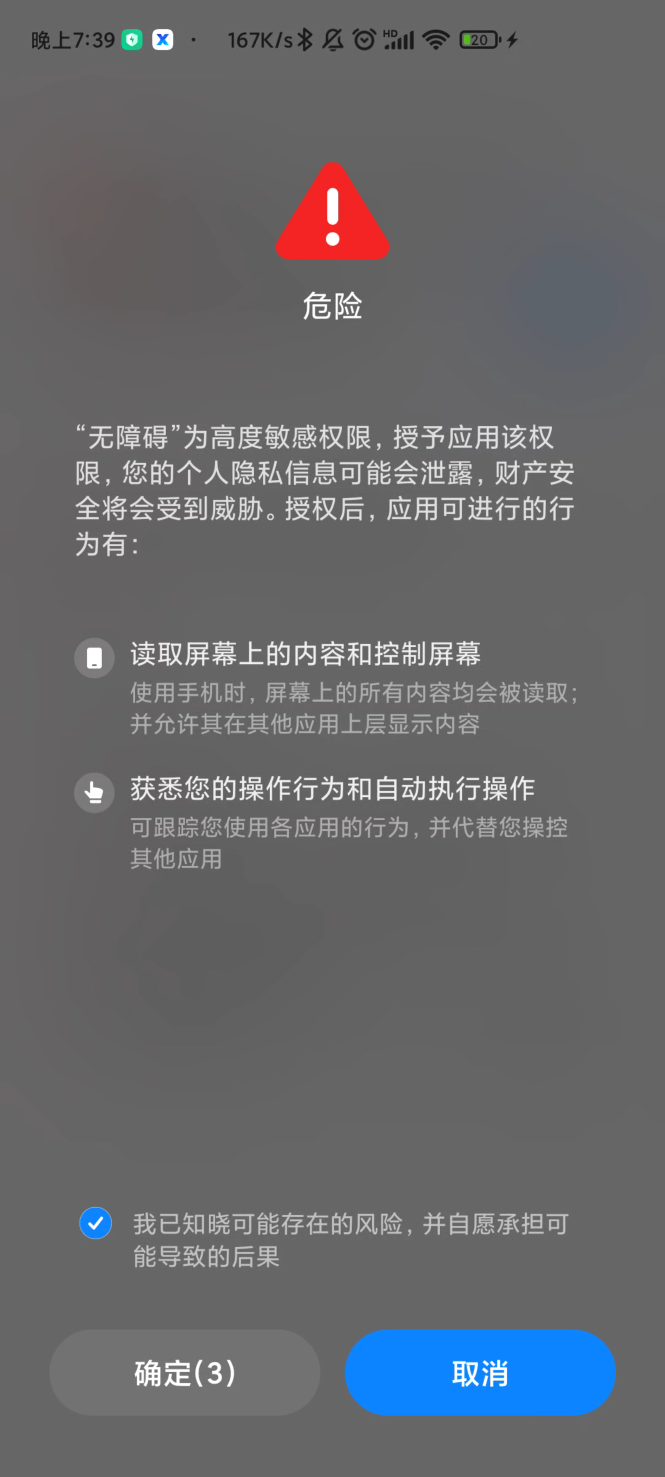 晚上7:39 · 167K/s HD 20
危险
“无障碍”为高度敏感权限，授予应用该权
限，您的个人隐私信息可能会泄露，财产安
全将会受到威胁。授权后，应用可进行的行
为有：
读取屏幕上的内容和控制屏幕
使用手机时，屏幕上的所有内容均会被读取；
并允许其在其他应用上层显示内容
获悉您的操作行为和自动执行操作
可跟踪您使用各应用的行为，并代替您操控
其他应用
我已知晓可能存在的风险，并自愿承担可
能导致的后果
确定(3)
取消